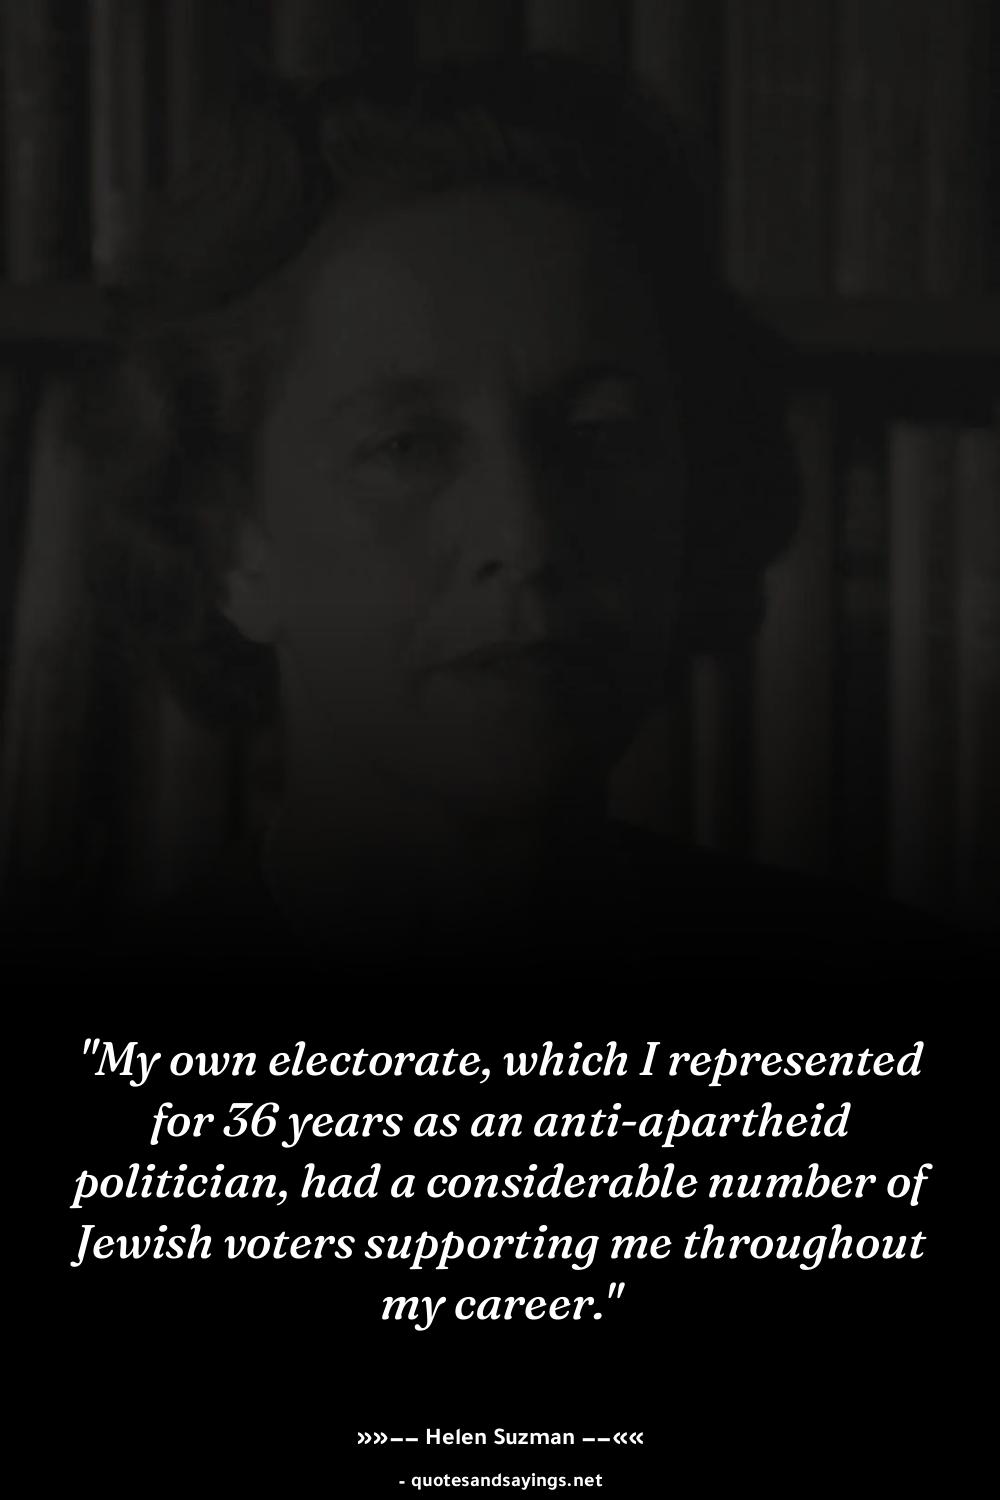 "My own electorate, which I represented
for 36 years as an anti-apartheid
politician, had a considerable number of
Jewish voters supporting me throughout
my career."
»»–– Helen Suzman ––««
- quotesandsayings.net